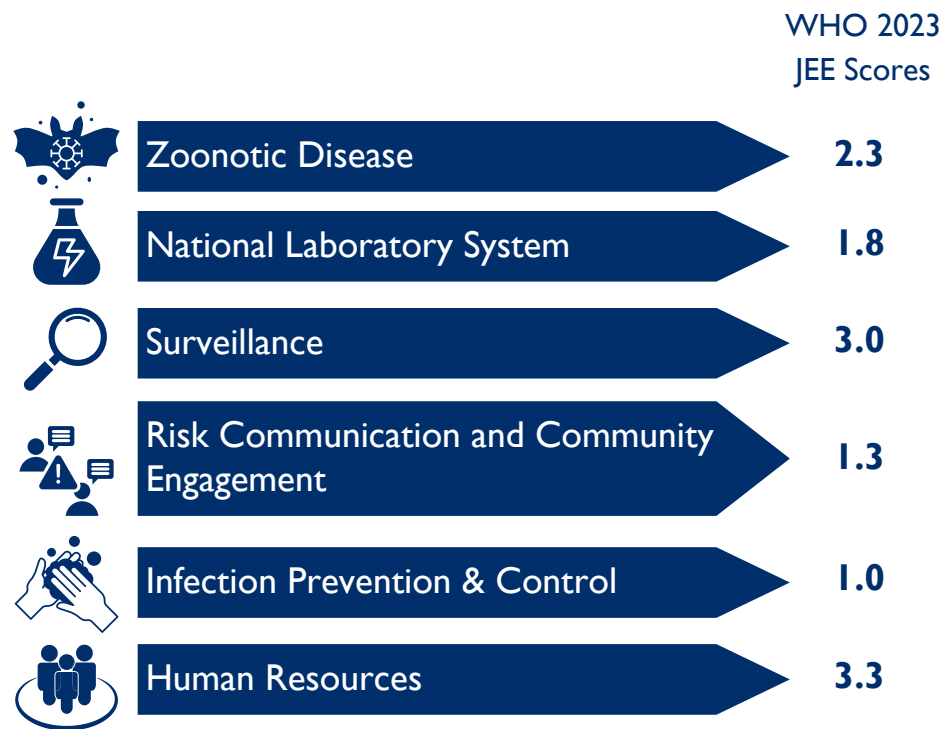 WHO 2023
JEE Scores
Zoonotic Disease
2.3
National Laboratory System
1.8
Surveillance
3.0
Risk Communication and Community
Engagement
1.3
Infection Prevention & Control
1.0
Human Resources
3.3